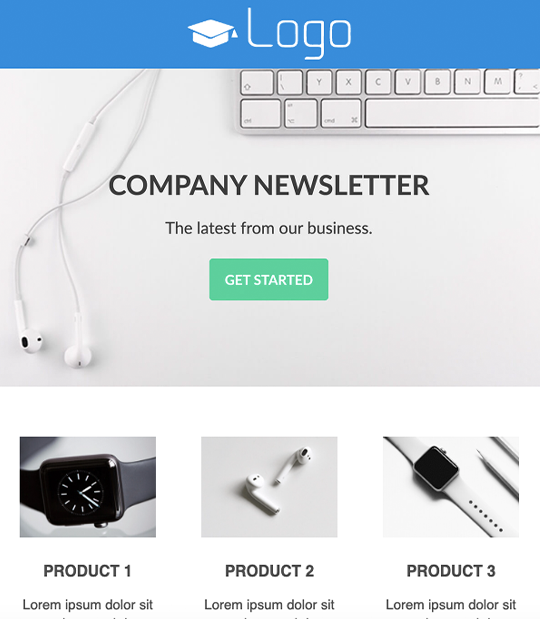 Logo
Y X C V B N M
cmd ⌘
COMPANY NEWSLETTER
The latest from our business.
GET STARTED
PRODUCT 1 PRODUCT 2 PRODUCT 3
Lorem ipsum dolor sit Lorem ipsum dolor sit Lorem ipsum dolor sit